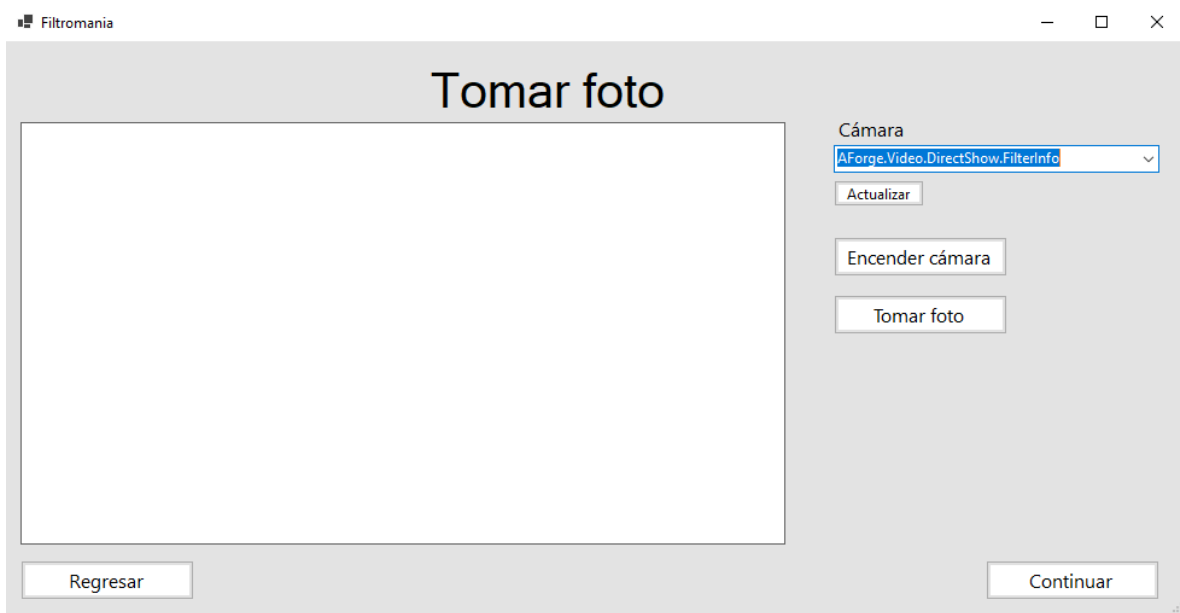 Filtromania
Tomar foto
Cámara
AForge.Video.DirectShow.FilterInfo
Actualizar
Encender cámara
Tomar foto
Regresar
Continuar